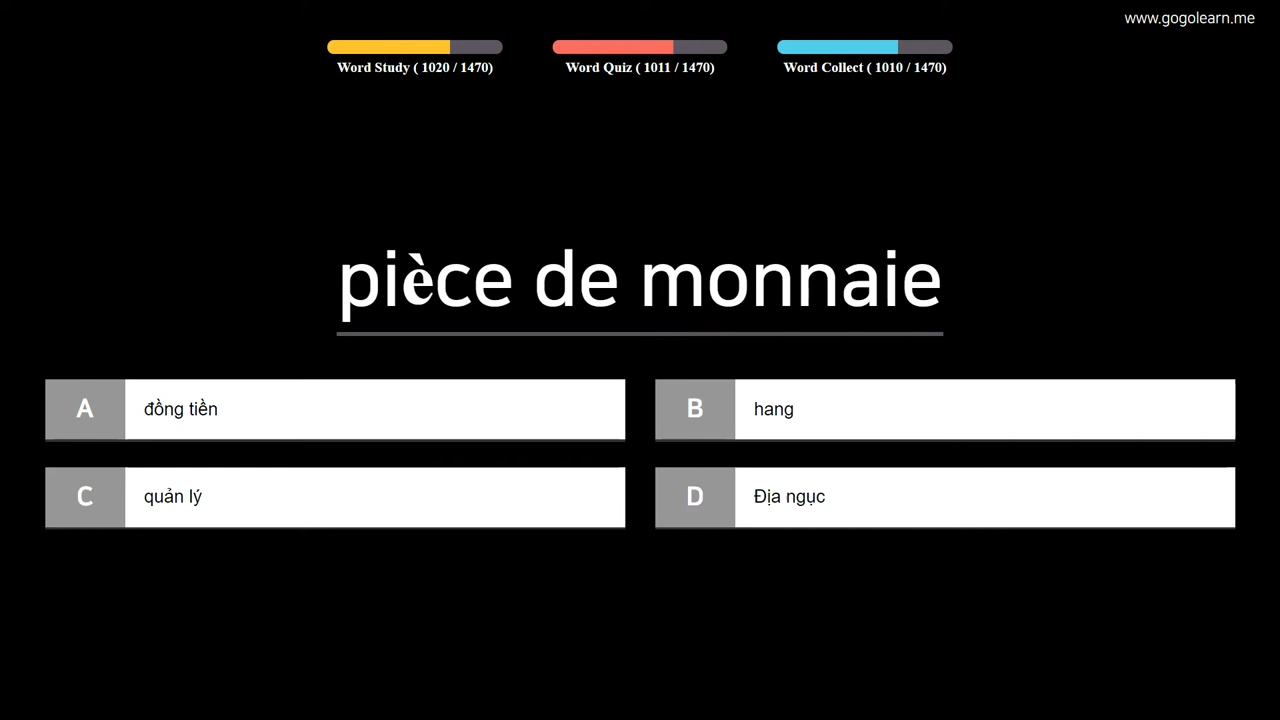 www.gogolearn.me
Word Study ( 1020 / 1470)
Word Quiz ( 1011 / 1470)
Word Collect ( 1010 / 1470)
pièce de monnaie
A đồng tiền
B hang
C quản lý
D Địa ngục